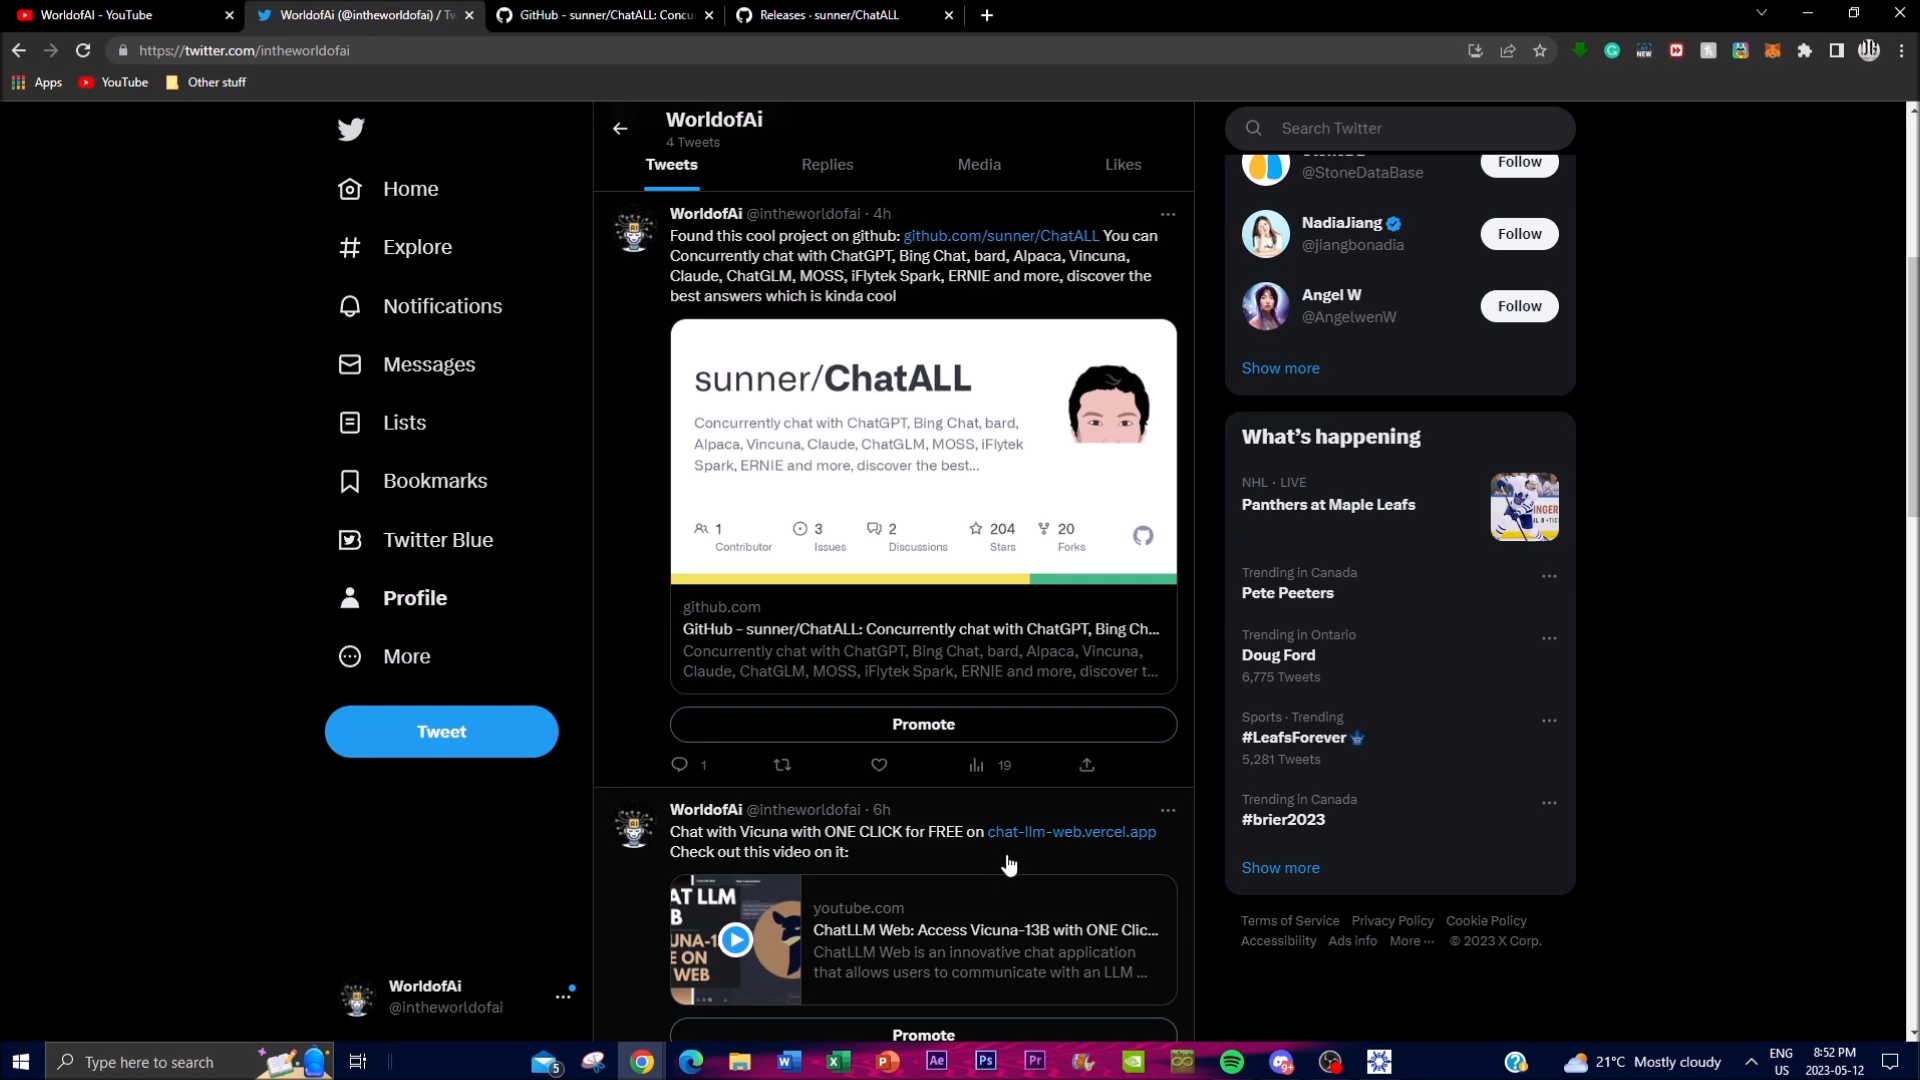 WorldofAI - YouTube
WorldofAi (@intheworldofai) / Tw
GitHub - sunner/ChatALL: Concu
Releases · sunner/ChatALL
https://twitter.com/intheworldofai
Apps
YouTube
Other stuff
Home
Explore
Notifications
Messages
Lists
Bookmarks
Twitter Blue
Profile
More
Tweet
WorldofAi
@intheworldofai
WorldofAi
4 Tweets
Tweets
Replies
Media
Likes
WorldofAi @intheworldofai · 4h
Found this cool project on github: github.com/sunner/ChatALL You can
Concurrently chat with ChatGPT, Bing Chat, bard, Alpaca, Vincuna,
Claude, ChatGLM, MOSS, iFlytek Spark, ERNIE and more, discover the
best answers which is kinda cool
sunner/ChatALL
Concurrently chat with ChatGPT, Bing Chat, bard,
Alpaca, Vincuna, Claude, ChatGLM, MOSS, iFlytek
Spark, ERNIE and more, discover the best...
1
Contributor
3
Issues
2
Discussions
204
Stars
20
Forks
github.com
GitHub - sunner/ChatALL: Concurrently chat with ChatGPT, Bing Ch...
Concurrently chat with ChatGPT, Bing Chat, bard, Alpaca, Vincuna,
Claude, ChatGLM, MOSS, iFlytek Spark, ERNIE and more, discover t...
Promote
1
19
WorldofAi @intheworldofai · 6h
Chat with Vicuna with ONE CLICK for FREE on chat-llm-web.vercel.app
Check out this video on it:
AT LLM
B
UNA-1
E ON
WEB
youtube.com
ChatLLM Web: Access Vicuna-13B with ONE Clic...
ChatLLM Web is an innovative chat application
that allows users to communicate with an LLM ...
Promote
Search Twitter
@StoneDataBase
Follow
NadiaJiang
@jiangbonadia
Follow
Angel W
@AngelwenW
Follow
Show more
What's happening
NHL · LIVE
Panthers at Maple Leafs
Trending in Canada
Pete Peeters
Trending in Ontario
Doug Ford
6,775 Tweets
Sports · Trending
#LeafsForever
5,281 Tweets
Trending in Canada
#brier2023
Show more
Terms of Service Privacy Policy Cookie Policy
Accessibility Ads info More ··· © 2023 X Corp.
Type here to search
5
Ae
Ps
Pr
9+
21°C Mostly cloudy
ENG
US
8:52 PM
2023-05-12